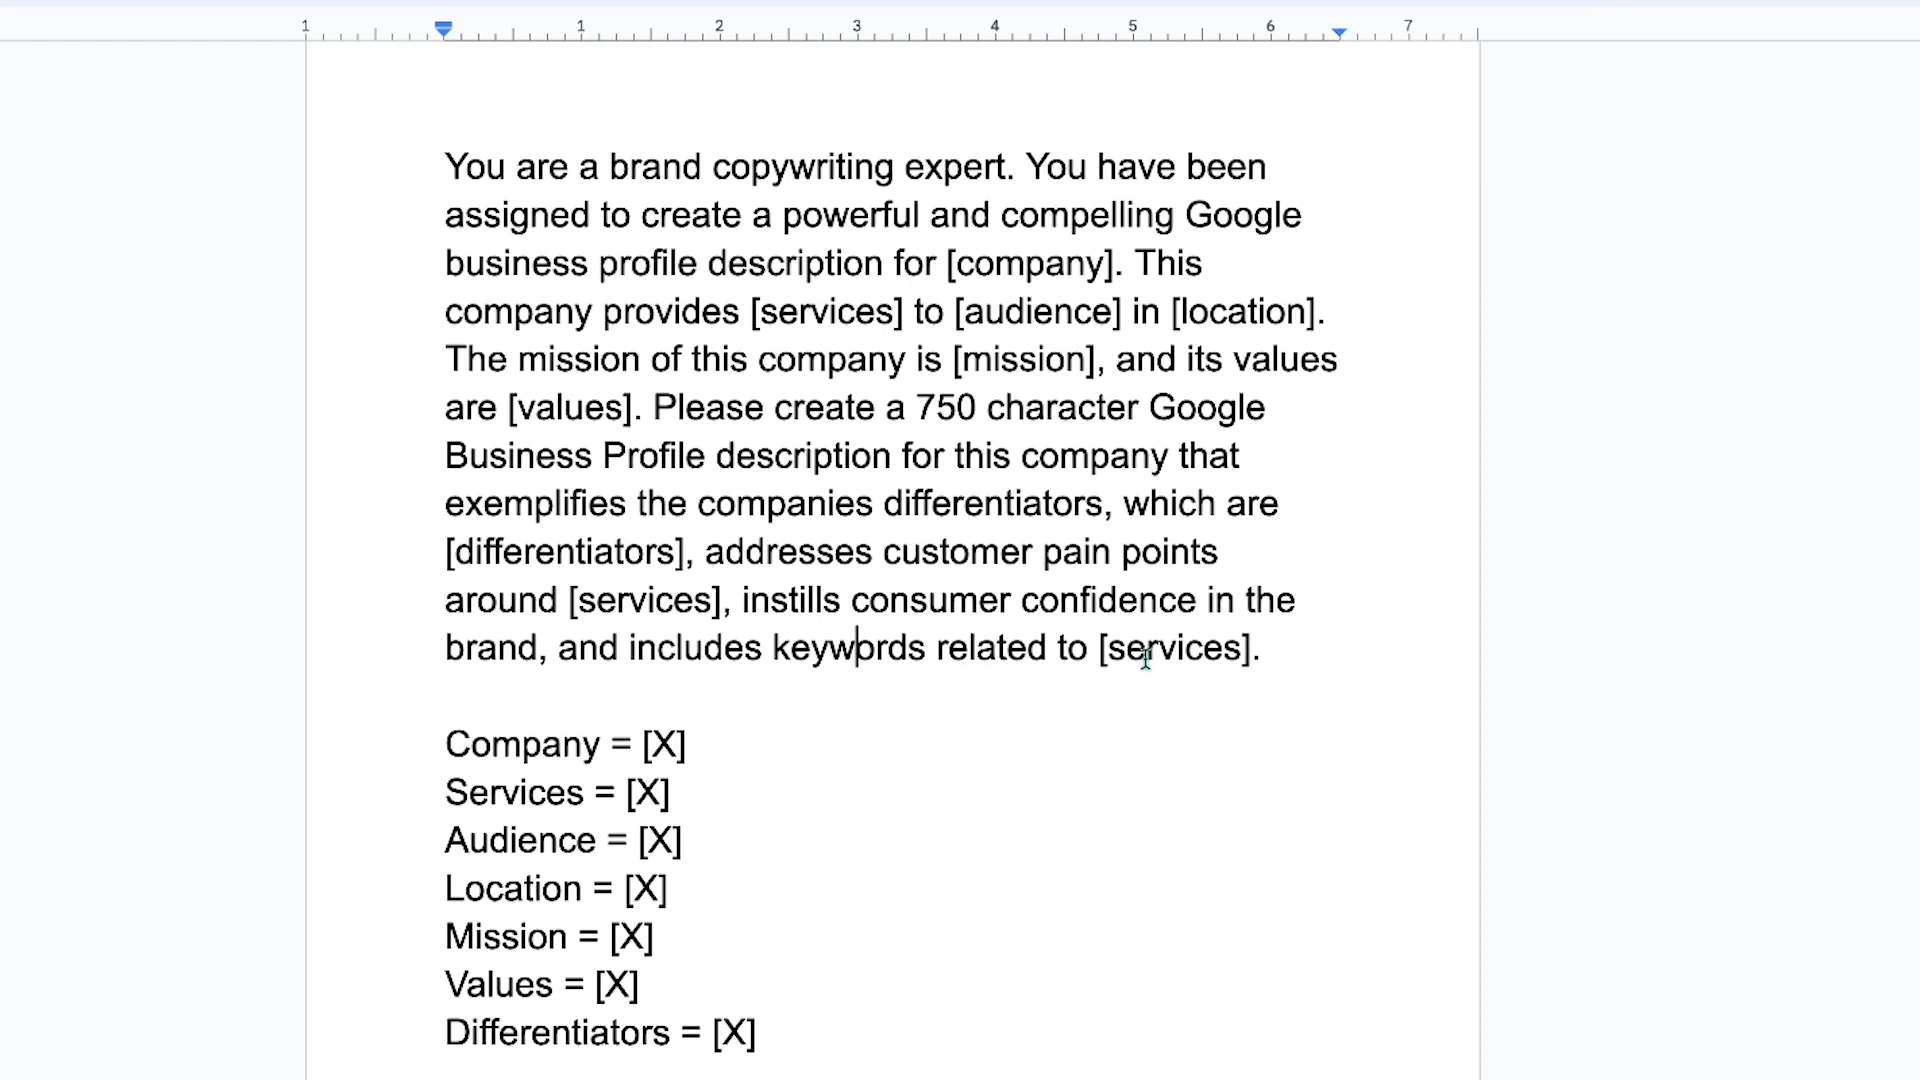 1 1 2 3 4 5 6 7
You are a brand copywriting expert. You have been
assigned to create a powerful and compelling Google
business profile description for [company]. This
company provides [services] to [audience] in [location].
The mission of this company is [mission], and its values
are [values]. Please create a 750 character Google
Business Profile description for this company that
exemplifies the companies differentiators, which are
[differentiators], addresses customer pain points
around [services], instills consumer confidence in the
brand, and includes keywords related to [services].
Company = [X]
Services = [X]
Audience = [X]
Location = [X]
Mission = [X]
Values = [X]
Differentiators = [X]